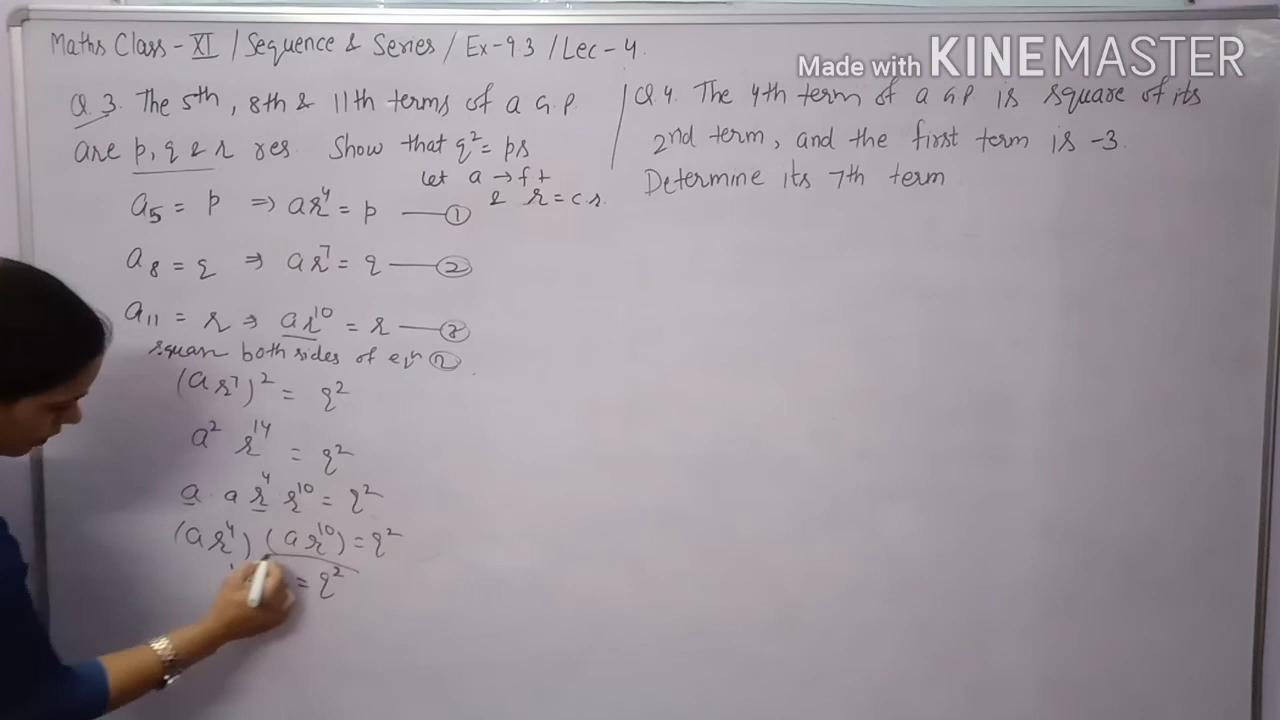 Maths Class - XI / Sequence & Series / Ex-9.3 / Lec-4.
Made with KINEMASTER
Q.3. The 5th, 8th & 11th terms of a G.P.
are p, q & r res. Show that q² = ps
Let a → f t
& r = c.r.
a₅ = p ⇒ ar⁴ = p —— ①
a₈ = q ⇒ ar⁷ = q —— ②
a₁₁ = r ⇒ ar¹⁰ = r —— ③
square both sides of eqn ②
(ar⁷)² = q²
a² r¹⁴ = q²
a . a r⁴ r¹⁰ = q²
(ar⁴) (ar¹⁰) = q²
= q²
Q.4. The 4th term of a G.P. is square of its
2nd term, and the first term is -3.
Determine its 7th term